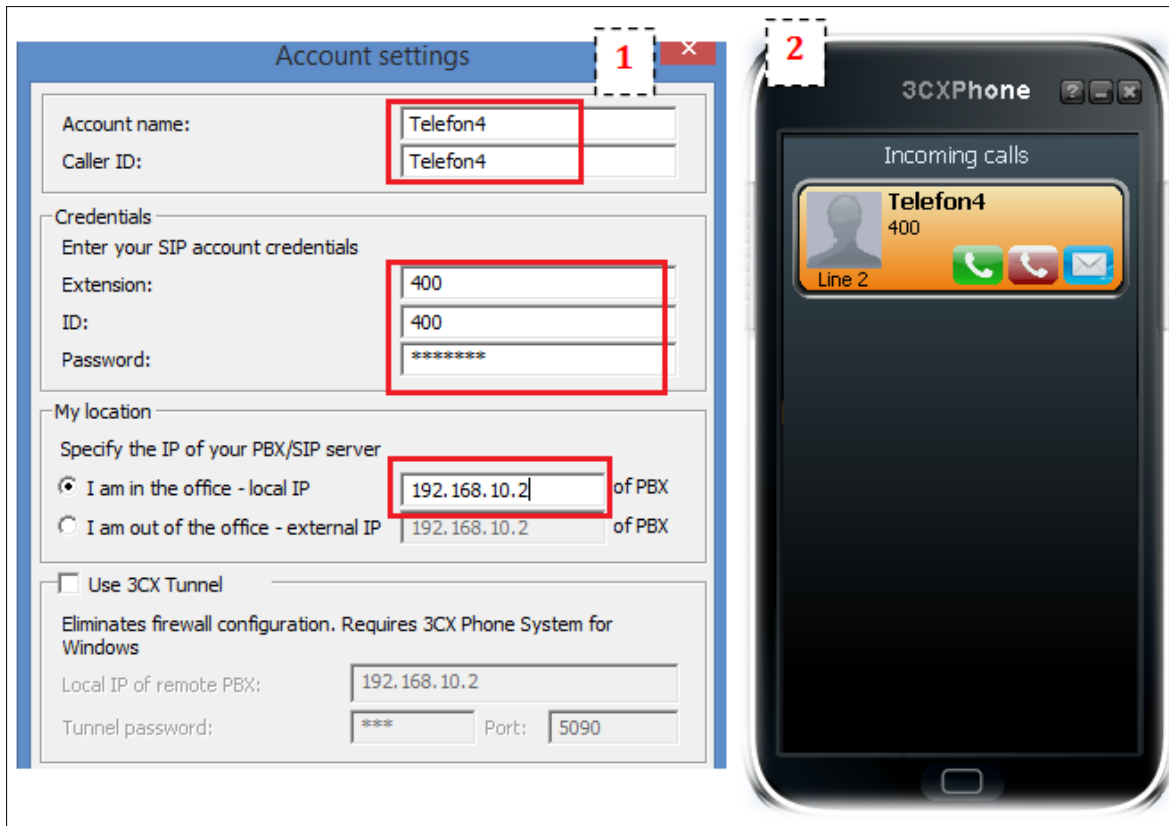 Account settings
1
Account name: Telefon4
Caller ID: Telefon4
Credentials
Enter your SIP account credentials
Extension: 400
ID: 400
Password: *******
My location
Specify the IP of your PBX/SIP server
I am in the office - local IP 192.168.10.2 of PBX
I am out of the office - external IP 192.168.10.2 of PBX
Use 3CX Tunnel
Eliminates firewall configuration. Requires 3CX Phone System for
Windows
Local IP of remote PBX: 192.168.10.2
Tunnel password: *** Port: 5090
2
3CXPhone
Incoming calls
Telefon4
400
Line 2